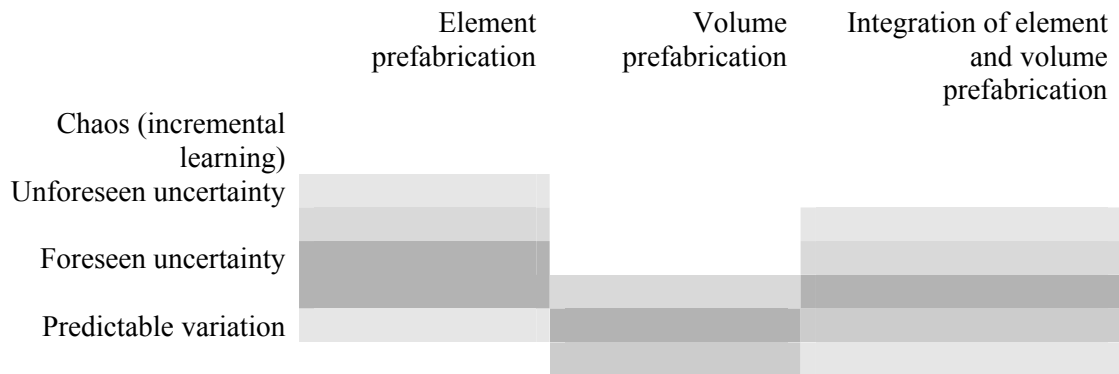 Element
prefabrication
Volume
prefabrication
Integration of element
and volume
prefabrication
Chaos (incremental
learning)
Unforeseen uncertainty
Foreseen uncertainty
Predictable variation